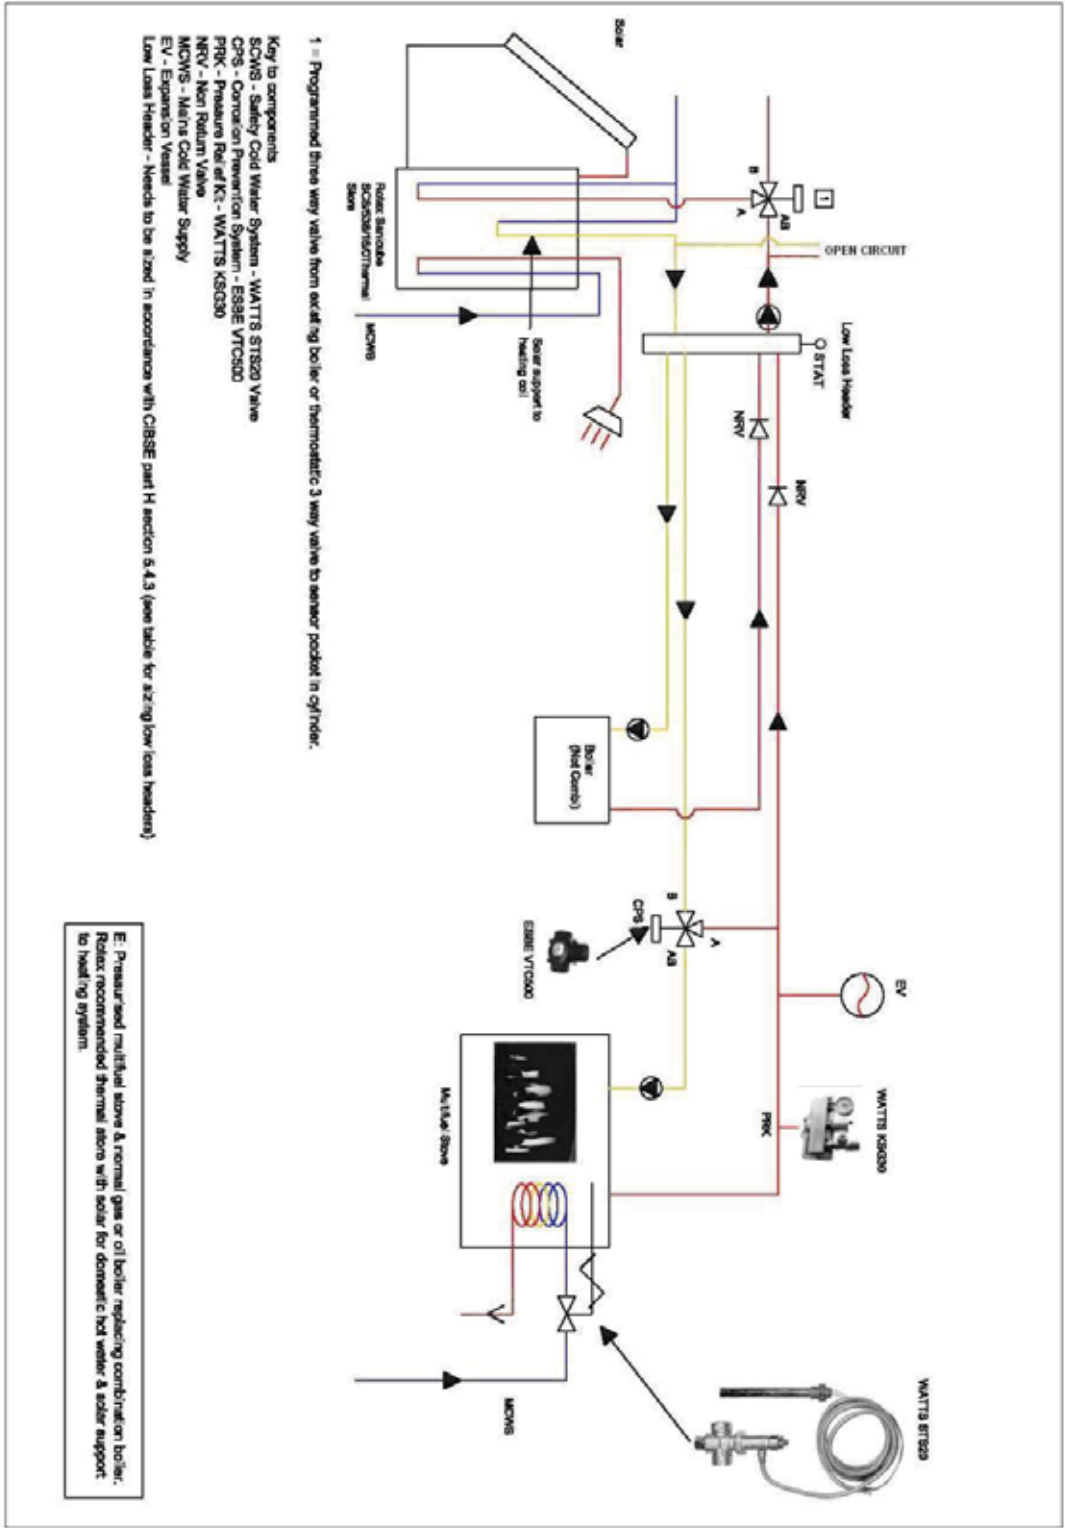 Solar
1 = Programmed three way valve from existing boiler or thermostatic 3 way valve to sensor pocket in cylinder.
Key to components
SCWS - Safety Cold Water System - WATTS STS20 Valve
CPS - Corrosion Prevention System - ESBE VTC500
PRK - Pressure Relief Kit - WATTS KSG30
NRV - Non Return Valve
MCWS - Mains Cold Water Supply
EV - Expansion Vessel
Low Loss Header - Needs to be sized in accordance with CIBSE part H section 5.4.3 (see table for sizing low loss headers)
1
B
AB
A
OPEN CIRCUIT
Rotex Sanicube
SCS/538/16/0Thermal
Store
MCWS
Solar support to
heating coil
Low Loss Header
STAT
NRV
NRV
Boiler
(Not Combi)
B
A
AB
CPS
ESBE VTC500
EV
WATTS KSG30
PRK
Multifuel Stove
MCWS
WATTS STS20
E: Pressurised multifuel stove & normal gas or oil boiler replacing combination boiler.
Rotex recommended thermal store with solar for domestic hot water & solar support
to heating system.